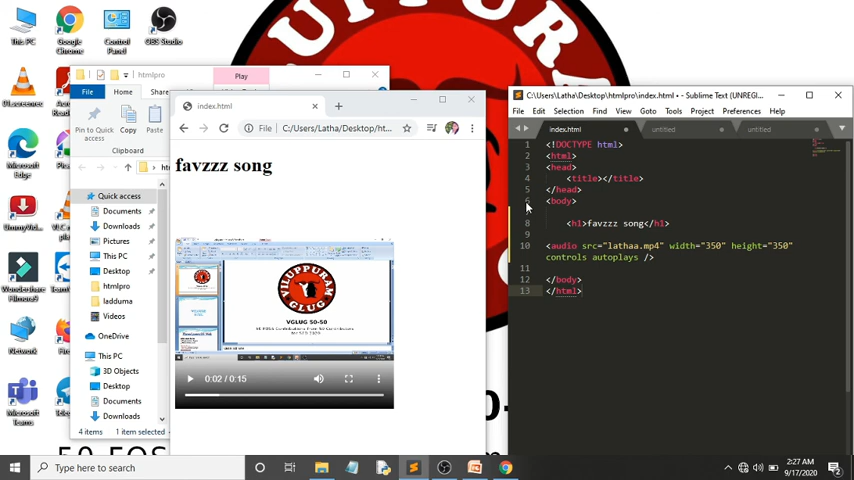 This PC
Google
Chrome
Control
Panel
OBS Studio
VILUPPURAM
htmlpro
Play
File
Home
Pin to Quick
access
Copy
Paste
Clipboard
Quick access
Documents
Downloads
Pictures
This PC
Desktop
htmlpro
ladduma
Videos
OneDrive
This PC
3D Objects
Desktop
Documents
Downloads
4 items
1 item selected
Microsoft
Edge
Network
Microsoft
Teams
index.html
File
C:/Users/Latha/Desktop/ht...
favzzz song
VILUPPURAM
GLUG
VGLUG 50-50
0:02 / 0:15
C:\Users\Latha\Desktop\htmlpro\index.html • - Sublime Text (UNREGI...
File Edit Selection Find View Goto Tools Project Preferences Help
index.html
untitled
untitled
1 <!DOCTYPE html>
2 <html>
3 <head>
4 <title></title>
5 </head>
6 <body>
8 <h1>favzzz song</h1>
9
10 <audio src="lathaa.mp4" width="350" height="350"
controls autoplays />
11
12 </body>
13 </html>
Type here to search
2:27 AM
9/17/2020
2